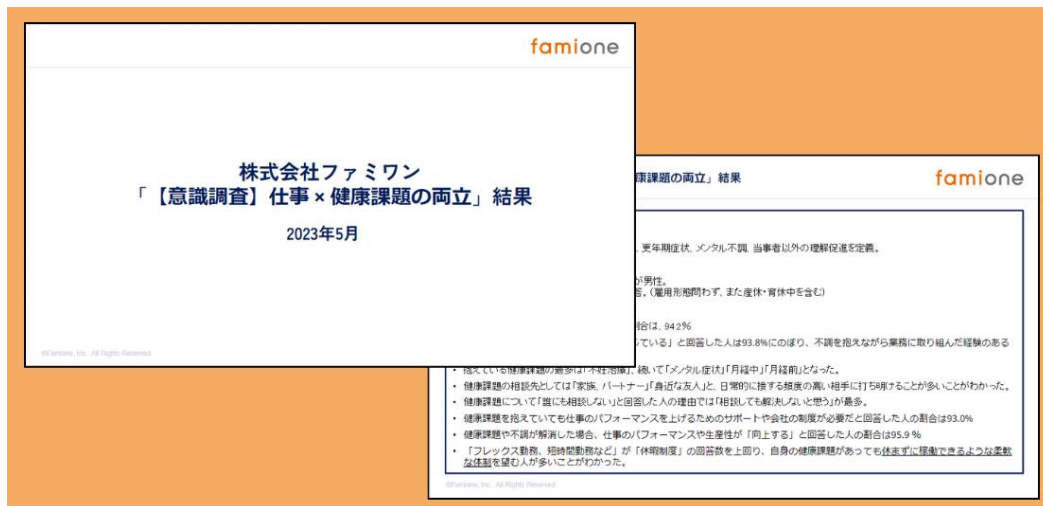 famione
株式会社ファミワン
「【意識調査】仕事×健康課題の両立」結果
2023年5月
©Famione, Inc. All Rights Reserved
康課題の両立」結果
famione
、更年期症状、メンタル不調、当事者以外の理解促進を定義。
が男性。
答。(雇用形態問わず、また産休・育休中を含む)
割合は、94.2%
ている」と回答した人は93.8%にのぼり、不調を抱えながら業務に取り組んだ経験のある
・抱えている健康課題の最多は「不妊治療」、続いて「メンタル症状」「月経中」「月経前」となった。
・健康課題の相談先としては「家族、パートナー」「身近な友人」と、日常的に接する頻度の高い相手に打ち明けることが多いことがわかった。
・健康課題について「誰にも相談しない」と回答した人の理由では「相談しても解決しないと思う」が最多。
・健康課題を抱えていても仕事のパフォーマンスを上げるためのサポートや会社の制度が必要だと回答した人の割合は93.0%
・健康課題や不調が解消した場合、仕事のパフォーマンスや生産性が「向上する」と回答した人の割合は95.9 %
・「フレックス勤務、短時間勤務など」が「休暇制度」の回答数を上回り、自身の健康課題があっても休まずに稼働できるような柔軟
な体制を望む人が多いことがわかった。
©Famione, Inc. All Rights Reserved